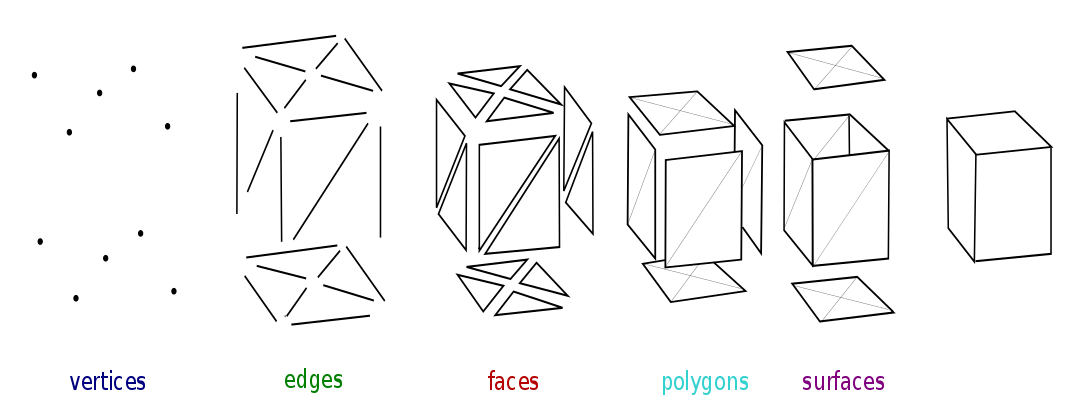 vertices
edges
faces
polygons
surfaces